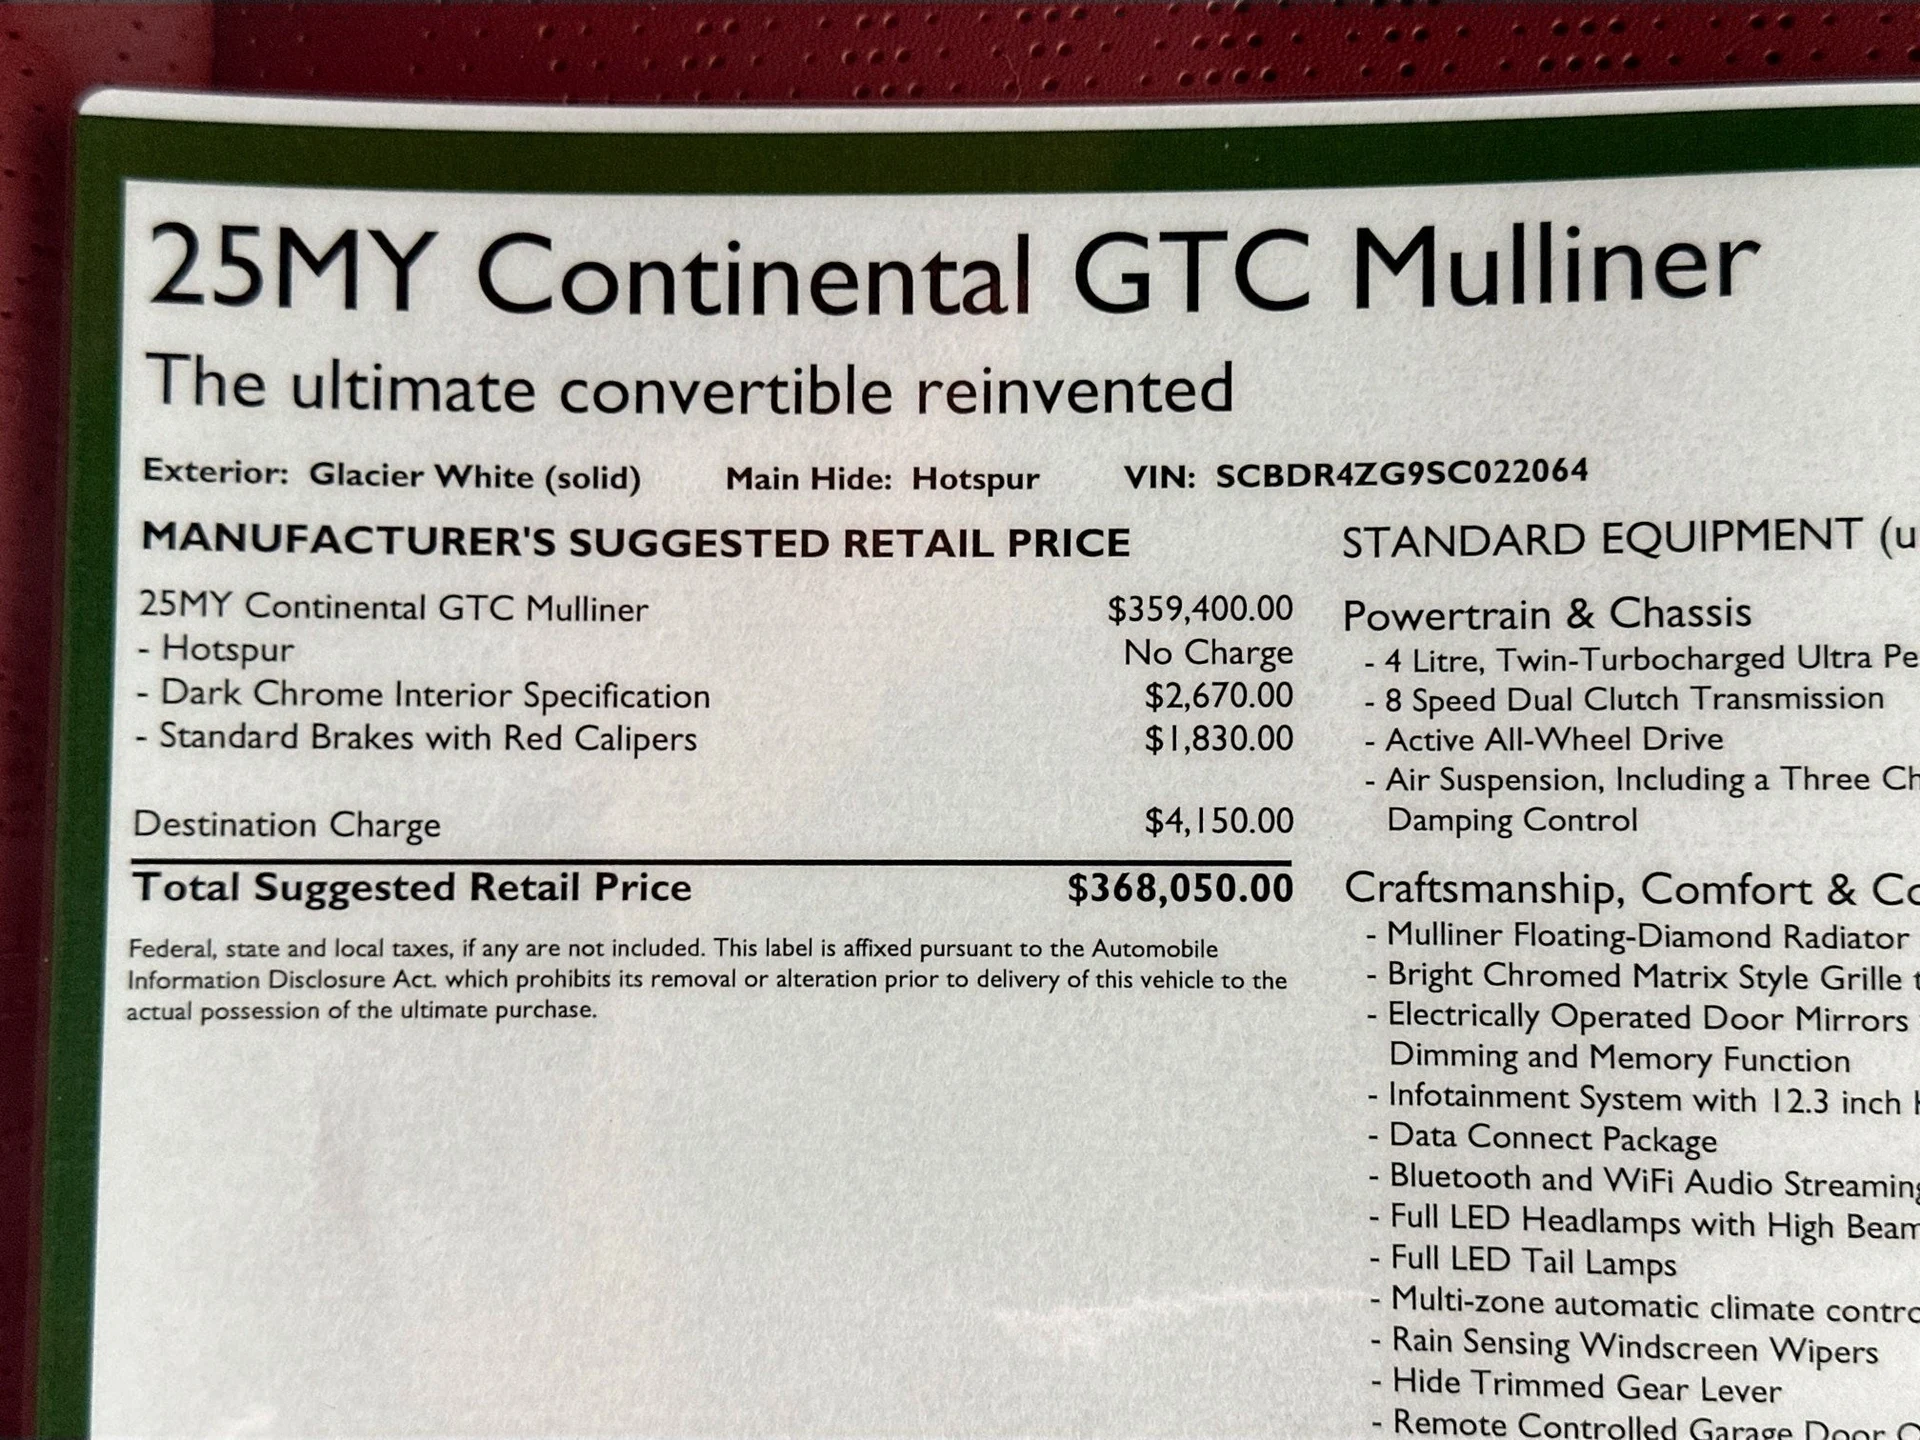 25MY Continental GTC Mulliner
The ultimate convertible reinvented
Exterior: Glacier White (solid) Main Hide: Hotspur VIN: SCBDR4ZG9SC022064
MANUFACTURER'S SUGGESTED RETAIL PRICE
25MY Continental GTC Mulliner $359,400.00
- Hotspur No Charge
- Dark Chrome Interior Specification $2,670.00
- Standard Brakes with Red Calipers $1,830.00
Destination Charge $4,150.00
Total Suggested Retail Price $368,050.00
Federal, state and local taxes, if any are not included. This label is affixed pursuant to the Automobile
Information Disclosure Act. which prohibits its removal or alteration prior to delivery of this vehicle to the
actual possession of the ultimate purchase.
STANDARD EQUIPMENT
Powertrain & Chassis
- 4 Litre, Twin-Turbocharged Ultra
- 8 Speed Dual Clutch Transmission
- Active All-Wheel Drive
- Air Suspension, Including a Three
Damping Control
Craftsmanship, Comfort &
- Mulliner Floating-Diamond Radiator
- Bright Chromed Matrix Style Grille
- Electrically Operated Door Mirrors
Dimming and Memory Function
- Infotainment System with 12.3 inch
- Data Connect Package
- Bluetooth and WiFi Audio Streaming
- Full LED Headlamps with High Beam
- Full LED Tail Lamps
- Multi-zone automatic climate
- Rain Sensing Windscreen Wipers
- Hide Trimmed Gear Lever
- Remote Controlled Garage Door